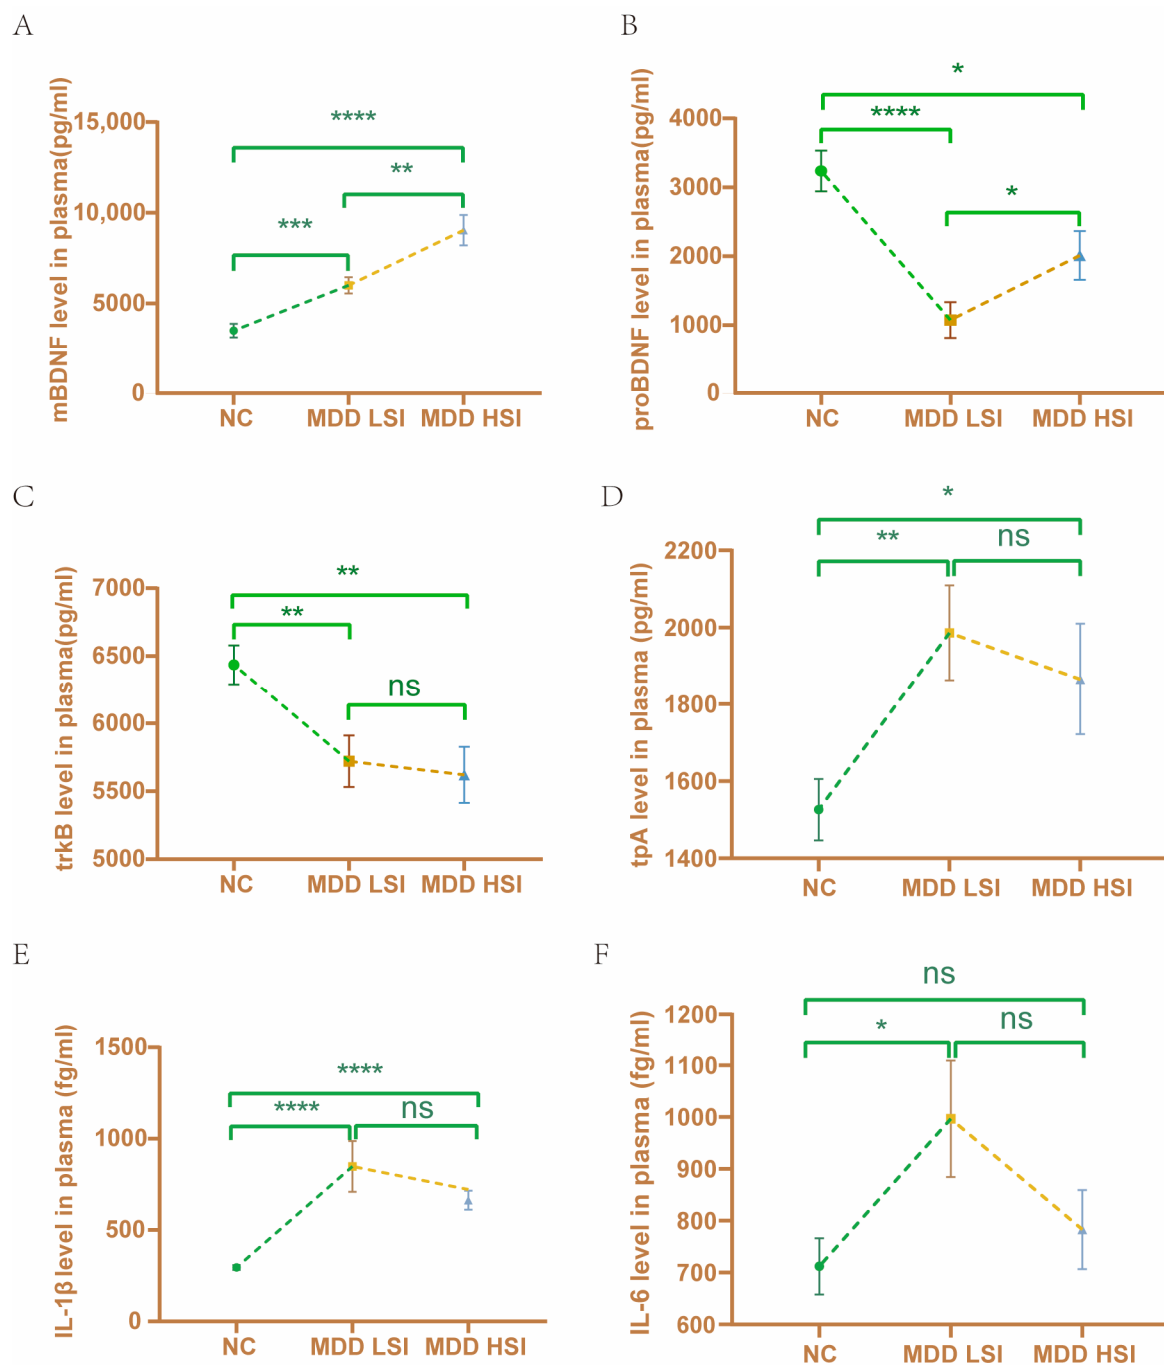 A
mBDNF level in plasma(pg/ml)
15,000
10,000
5000
0
****
**
***
NC MDD LSI MDD HSI
B
proBDNF level in plasma(pg/ml)
4000
3000
2000
1000
0
*
****
*
NC MDD LSI MDD HSI
C
trkB level in plasma(pg/ml)
7000
6500
6000
5500
5000
**
**
ns
NC MDD LSI MDD HSI
D
tpA level in plasma (pg/ml)
2200
2000
1800
1600
1400
*
**
ns
NC MDD LSI MDD HSI
E
IL-1β level in plasma (fg/ml)
1500
1000
500
0
****
****
ns
NC MDD LSI MDD HSI
F
IL-6 level in plasma (fg/ml)
1200
1100
1000
900
800
700
600
ns
*
ns
NC MDD LSI MDD HSI